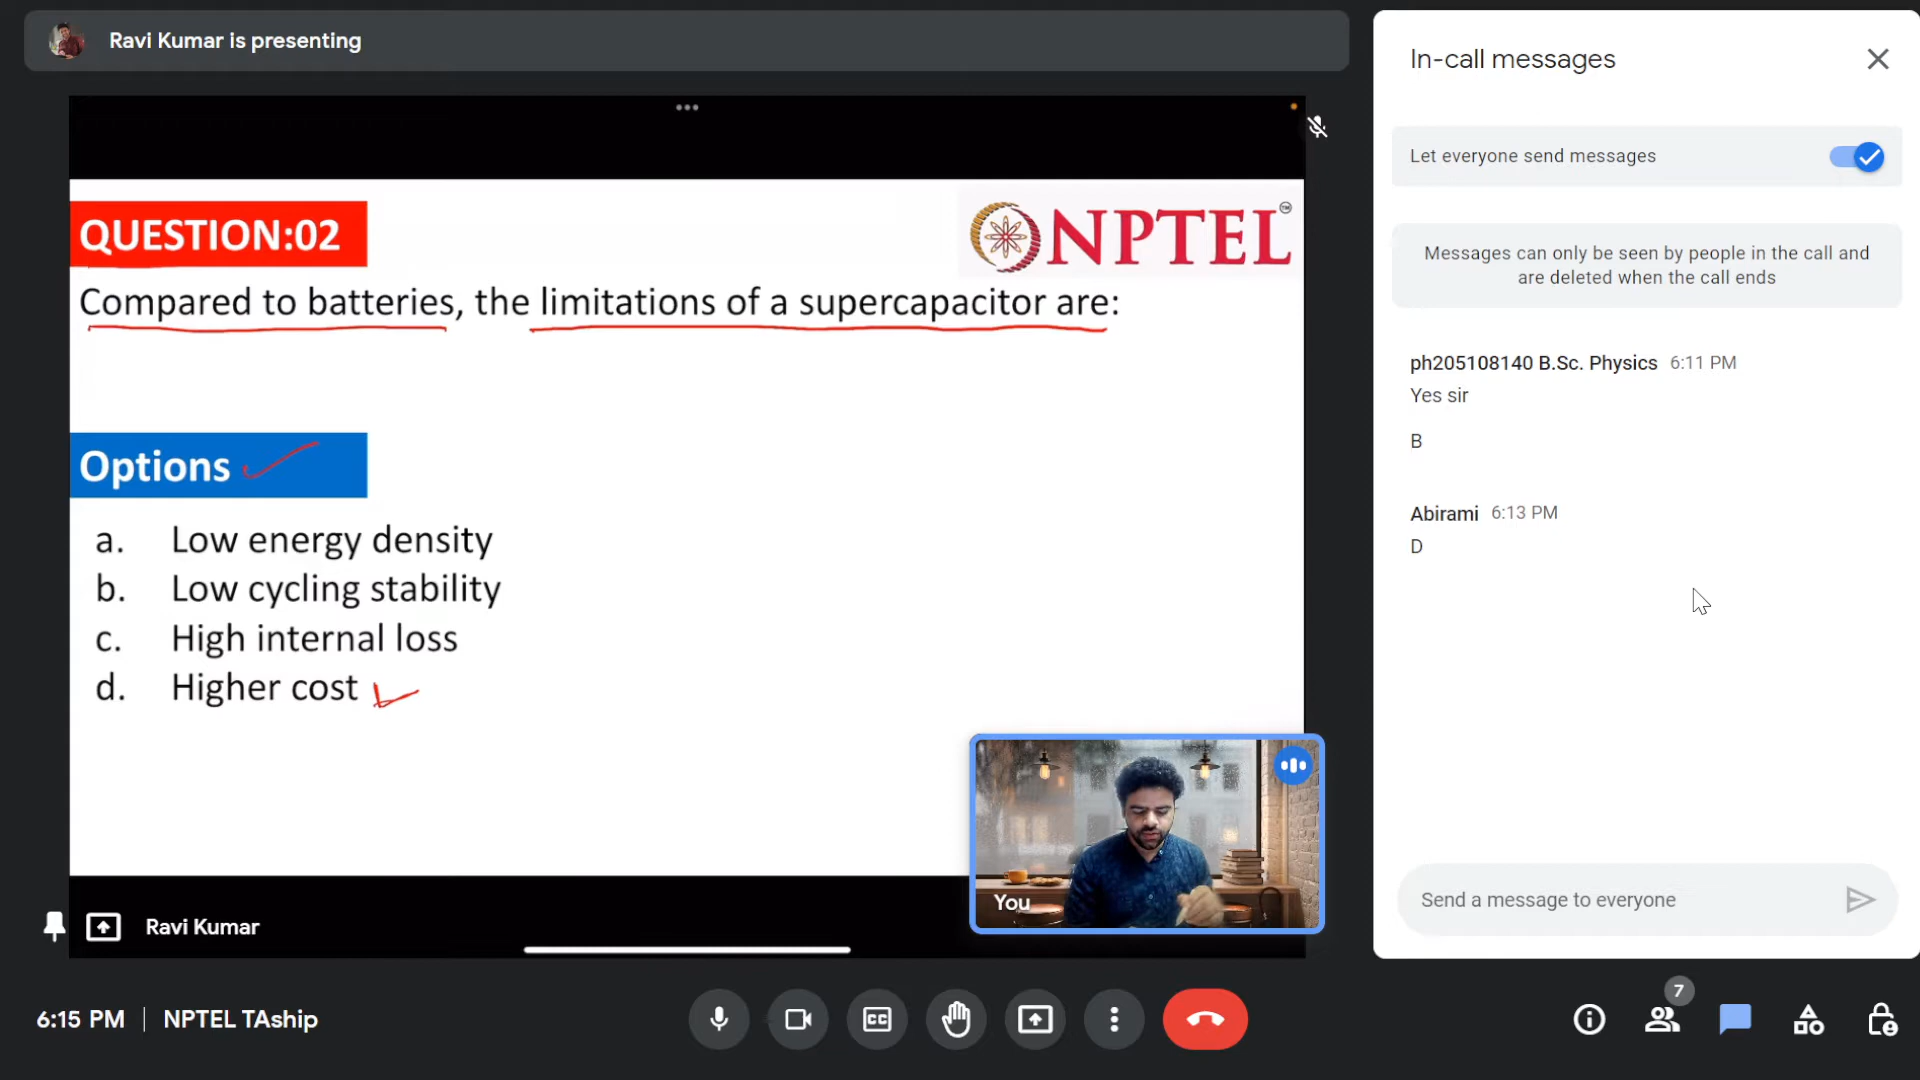 Ravi Kumar is presenting
QUESTION:02
NPTEL
TM
Compared to batteries, the limitations of a supercapacitor are:
Options
a. Low energy density
b. Low cycling stability
c. High internal loss
d. Higher cost
You
Ravi Kumar
6:15 PM | NPTEL TAship
CC
In-call messages
Let everyone send messages
Messages can only be seen by people in the call and
are deleted when the call ends
ph205108140 B.Sc. Physics 6:11 PM
Yes sir
B
Abirami 6:13 PM
D
Send a message to everyone
7